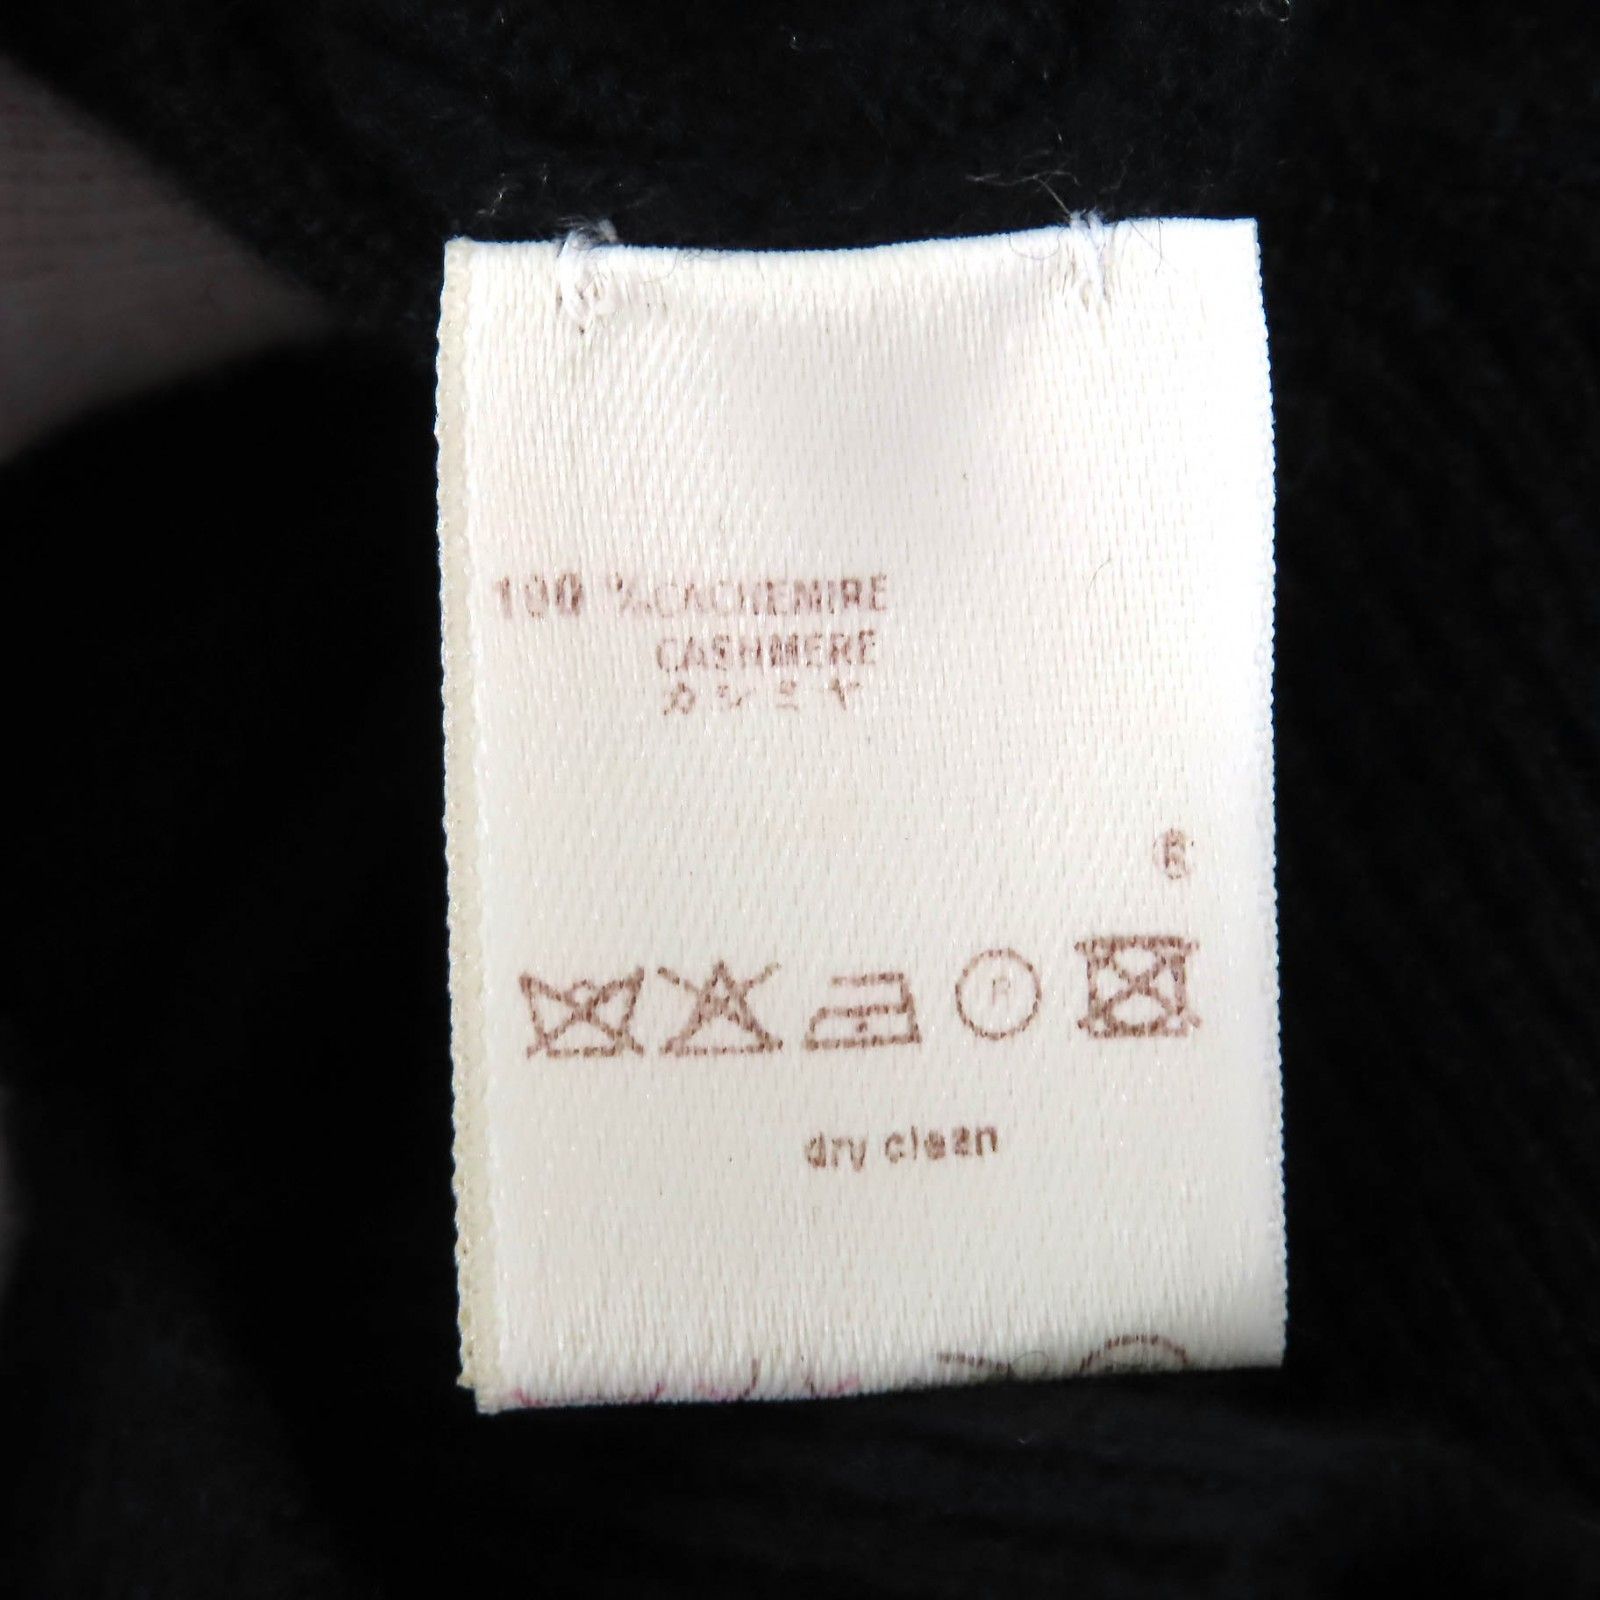 100 % CACHEMIRE
CASHMERE
カシミヤ
R
dry clean